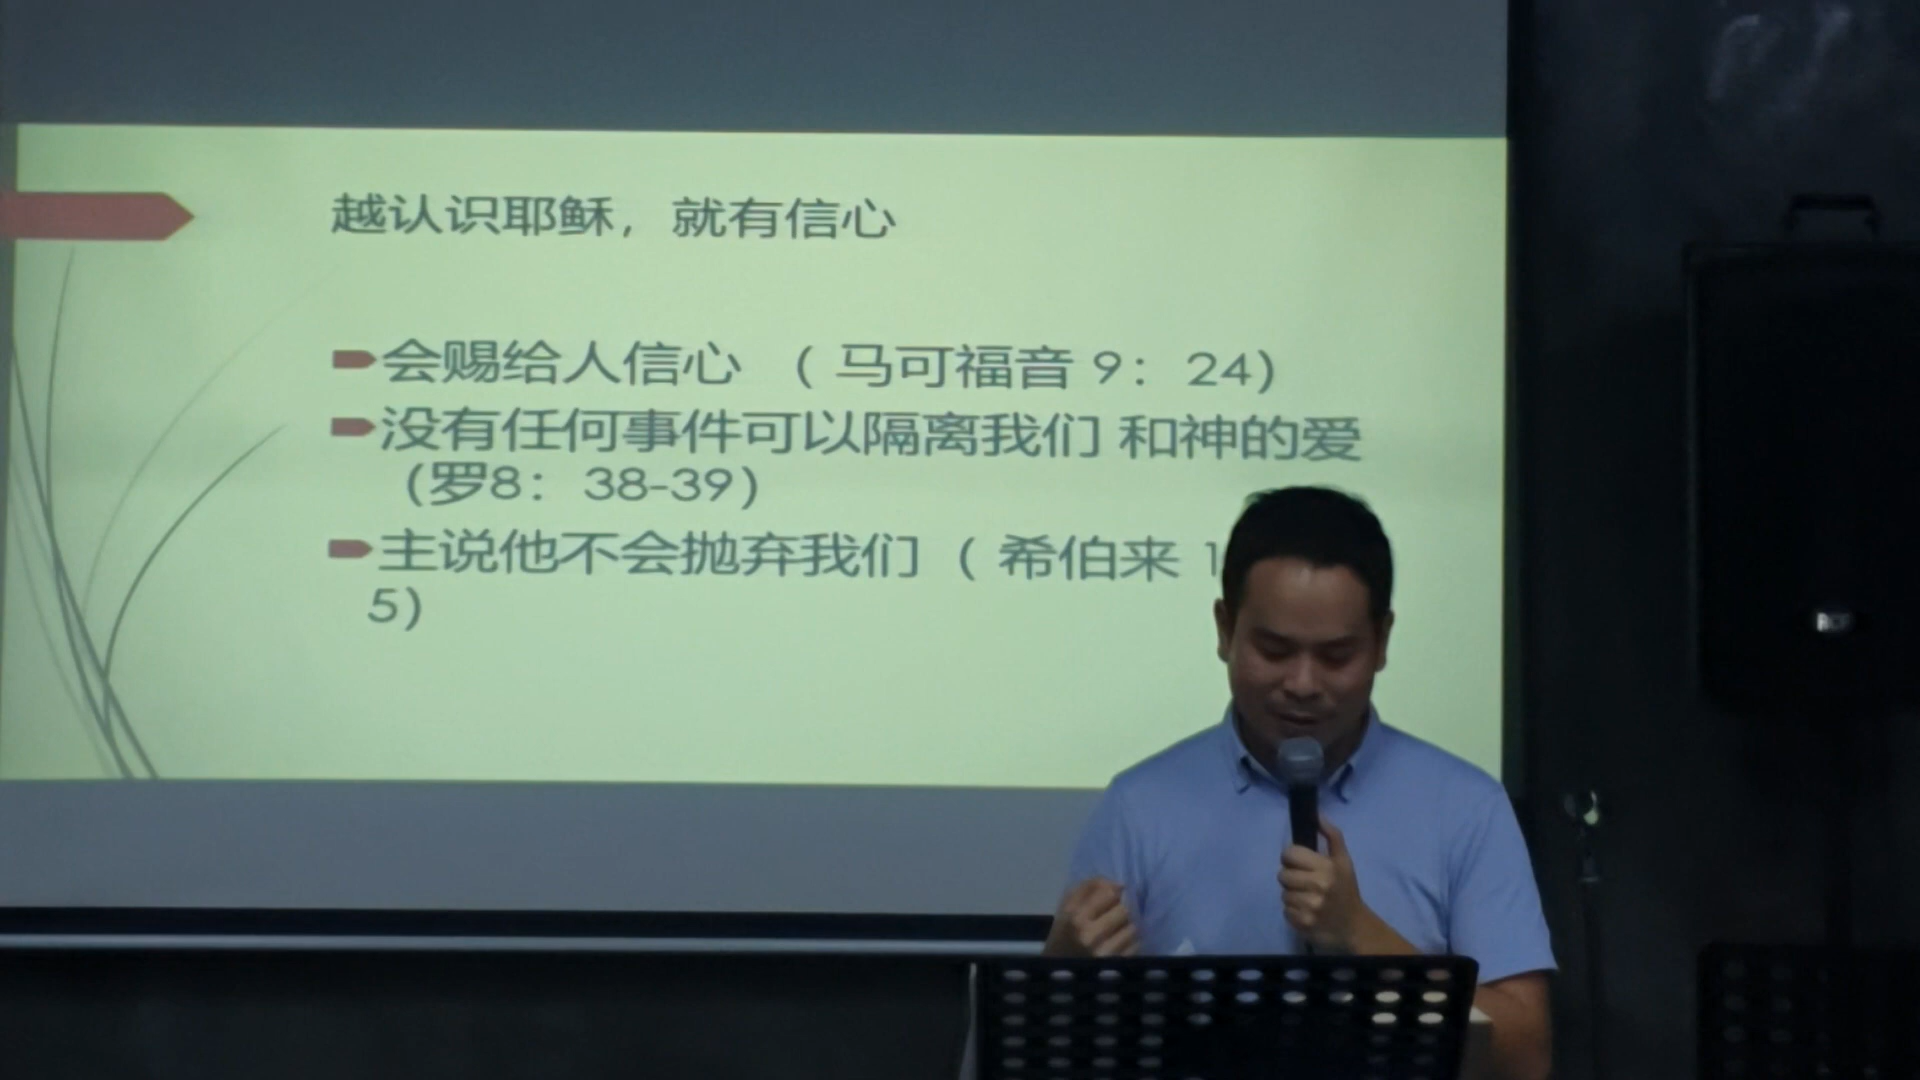 越认识耶稣，就有信心
会赐给人信心 （ 马可福音 9：24）
没有任何事件可以隔离我们 和神的爱
（罗8：38-39）
主说他不会抛弃我们 （ 希伯来 1
5）
RCF